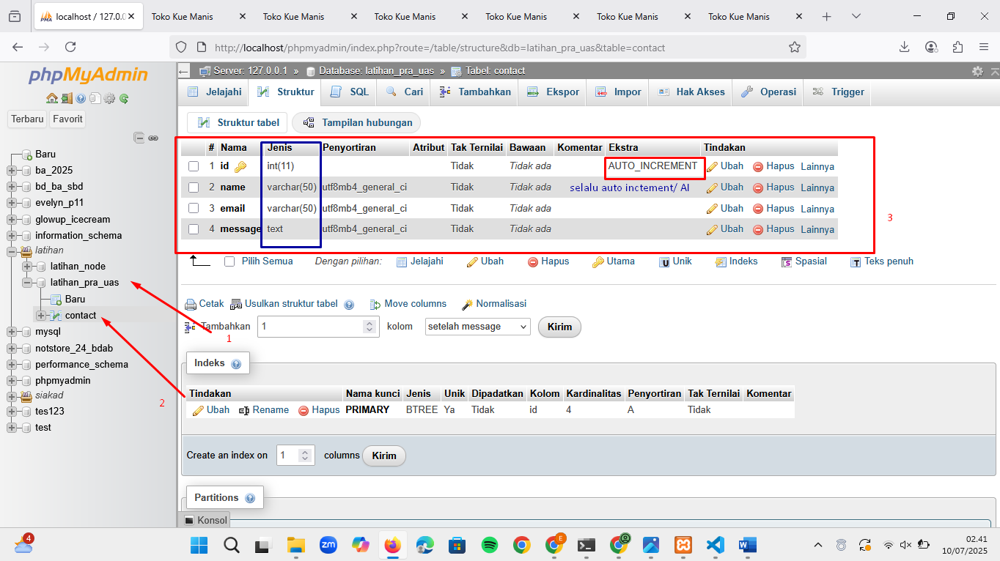 localhost / 127.0.0
Toko Kue Manis
Toko Kue Manis
Toko Kue Manis
Toko Kue Manis
Toko Kue Manis
Toko Kue Manis
http://localhost/phpmyadmin/index.php?route=/table/structure&db=latihan_pra_uas&table=contact
phpMyAdmin
Terbaru Favorit
Baru
ba_2025
bd_ba_sbd
evelyn_p11
glowup_icecream
information_schema
latihan
latihan_node
latihan_pra_uas
Baru
contact
mysql
notstore_24_bdab
performance_schema
phpmyadmin
siakad
tes123
test
1
2
Server: 127.0.0.1 » Database: latihan_pra_uas » Tabel: contact
Jelajahi Struktur SQL Cari Tambahkan Ekspor Impor Hak Akses Operasi Trigger
Struktur tabel Tampilan hubungan
# Nama Jenis Penyortiran Atribut Tak Ternilai Bawaan Komentar Ekstra Tindakan
1 id int(11) Tidak Tidak ada AUTO_INCREMENT Ubah Hapus Lainnya
2 name varchar(50) utf8mb4_general_ci Tidak Tidak ada selalu auto inctement/ AI Ubah Hapus Lainnya
3 email varchar(50) utf8mb4_general_ci Tidak Tidak ada Ubah Hapus Lainnya
4 message text utf8mb4_general_ci Tidak Tidak ada Ubah Hapus Lainnya
3
Pilih Semua Dengan pilihan: Jelajahi Ubah Hapus Utama Unik Indeks Spasial Teks penuh
Cetak Usulkan struktur tabel Move columns Normalisasi
Tambahkan 1 kolom setelah message Kirim
Indeks
Tindakan Nama kunci Jenis Unik Dipadatkan Kolom Kardinalitas Penyortiran Tak Ternilai Komentar
Ubah Rename Hapus PRIMARY BTREE Ya Tidak id 4 A Tidak
Create an index on 1 columns Kirim
Partitions
Konsol
4
zm
E
02.41
10/07/2025